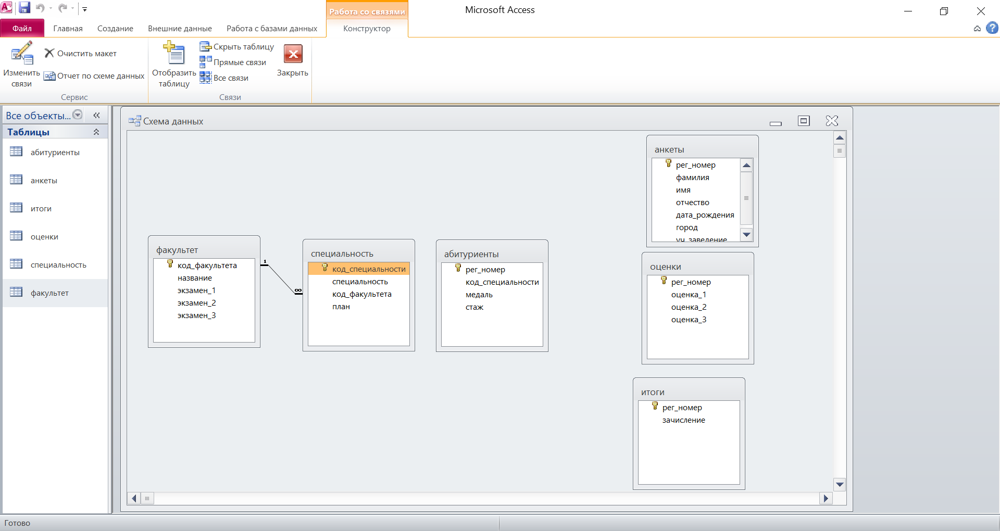 Работа со связями
Microsoft Access
Файл
Главная
Создание
Внешние данные
Работа с базами данных
Конструктор
Изменить связи
Очистить макет
Отчет по схеме данных
Сервис
Отобразить таблицу
Скрыть таблицу
Прямые связи
Все связи
Закрыть
Связи
Все объекты...
Таблицы
абитуриенты
анкеты
итоги
оценки
специальность
факультет
Схема данных
анкеты
рег_номер
фамилия
имя
отчество
дата_рождения
город
уч_заведение
факультет
код_факультета
название
экзамен_1
экзамен_2
экзамен_3
1
∞
специальность
код_специальности
специальность
код_факультета
план
абитуриенты
рег_номер
код_специальности
медаль
стаж
оценки
рег_номер
оценка_1
оценка_2
оценка_3
итоги
рег_номер
зачисление
Готово